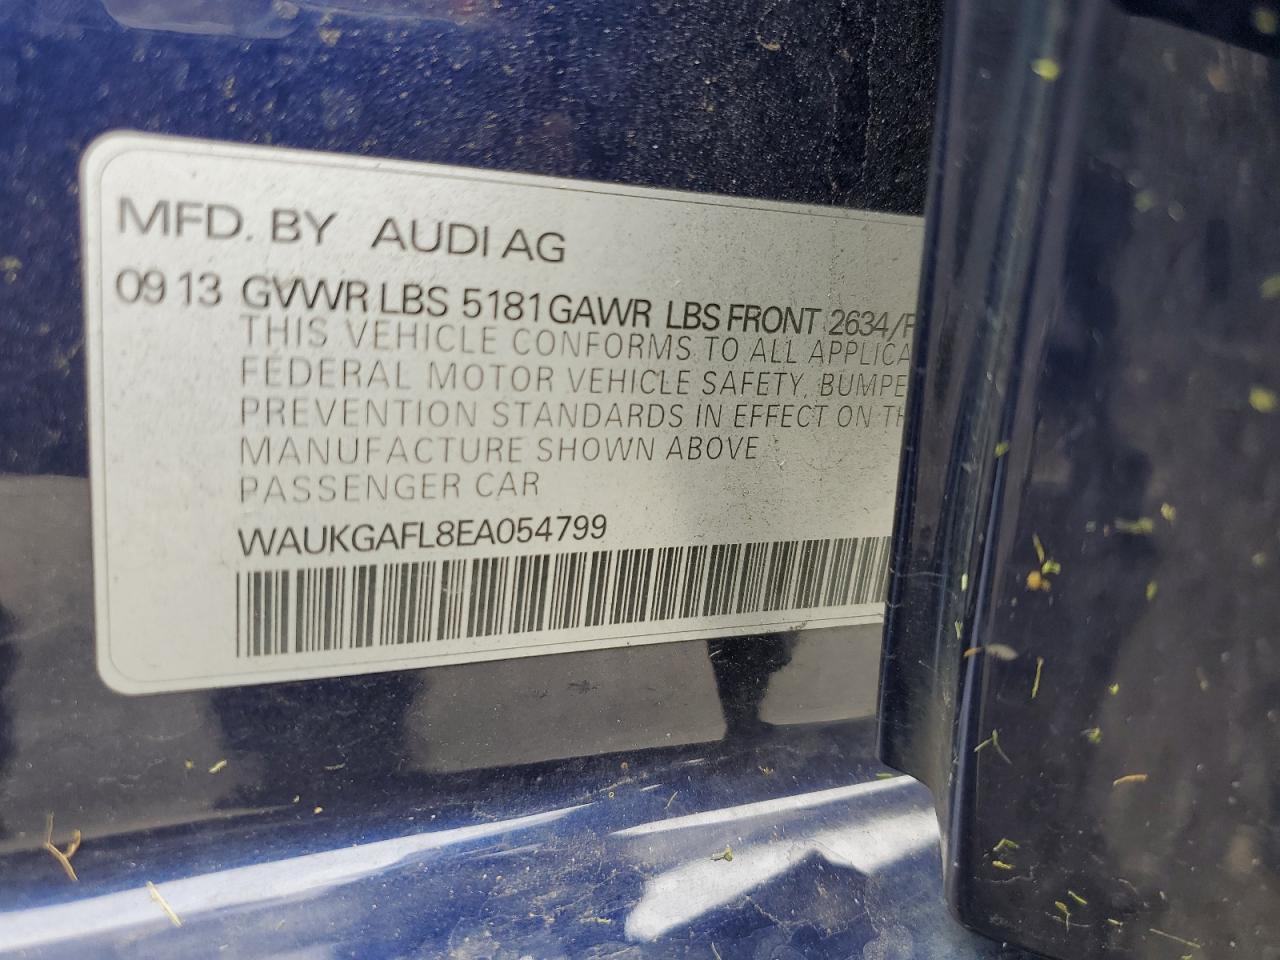 MFD. BY AUDI AG
09 13 GVWR LBS 5181 GAWR LBS FRONT 2634/
THIS VEHICLE CONFORMS TO ALL APPLICA
FEDERAL MOTOR VEHICLE SAFETY, BUMPE
PREVENTION STANDARDS IN EFFECT ON TH
MANUFACTURE SHOWN ABOVE
PASSENGER CAR
WAUKGAFL8EA054799